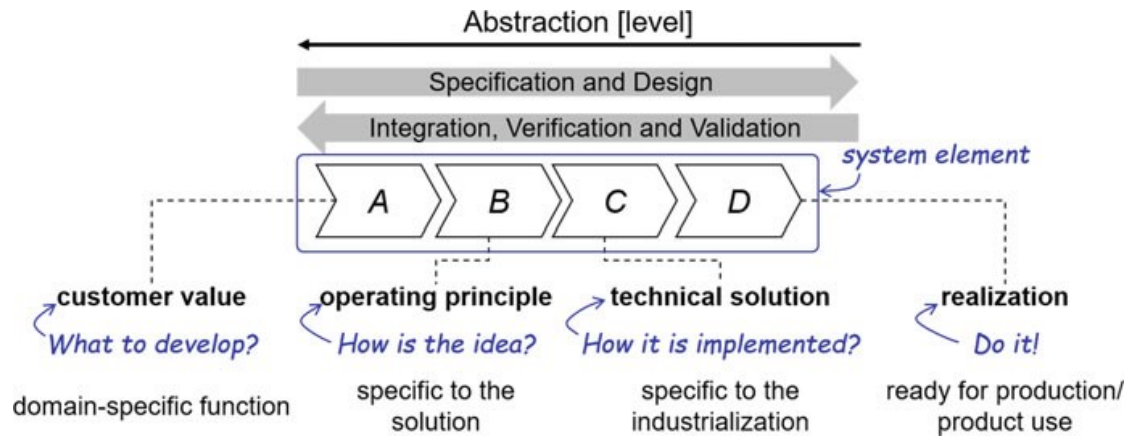 Abstraction [level]
Specification and Design
Integration, Verification and Validation
system element
A
B
C
D
customer value
operating principle
technical solution
realization
What to develop?
How is the idea?
How it is implemented?
Do it!
domain-specific function
specific to the
solution
specific to the
industrialization
ready for production/
product use